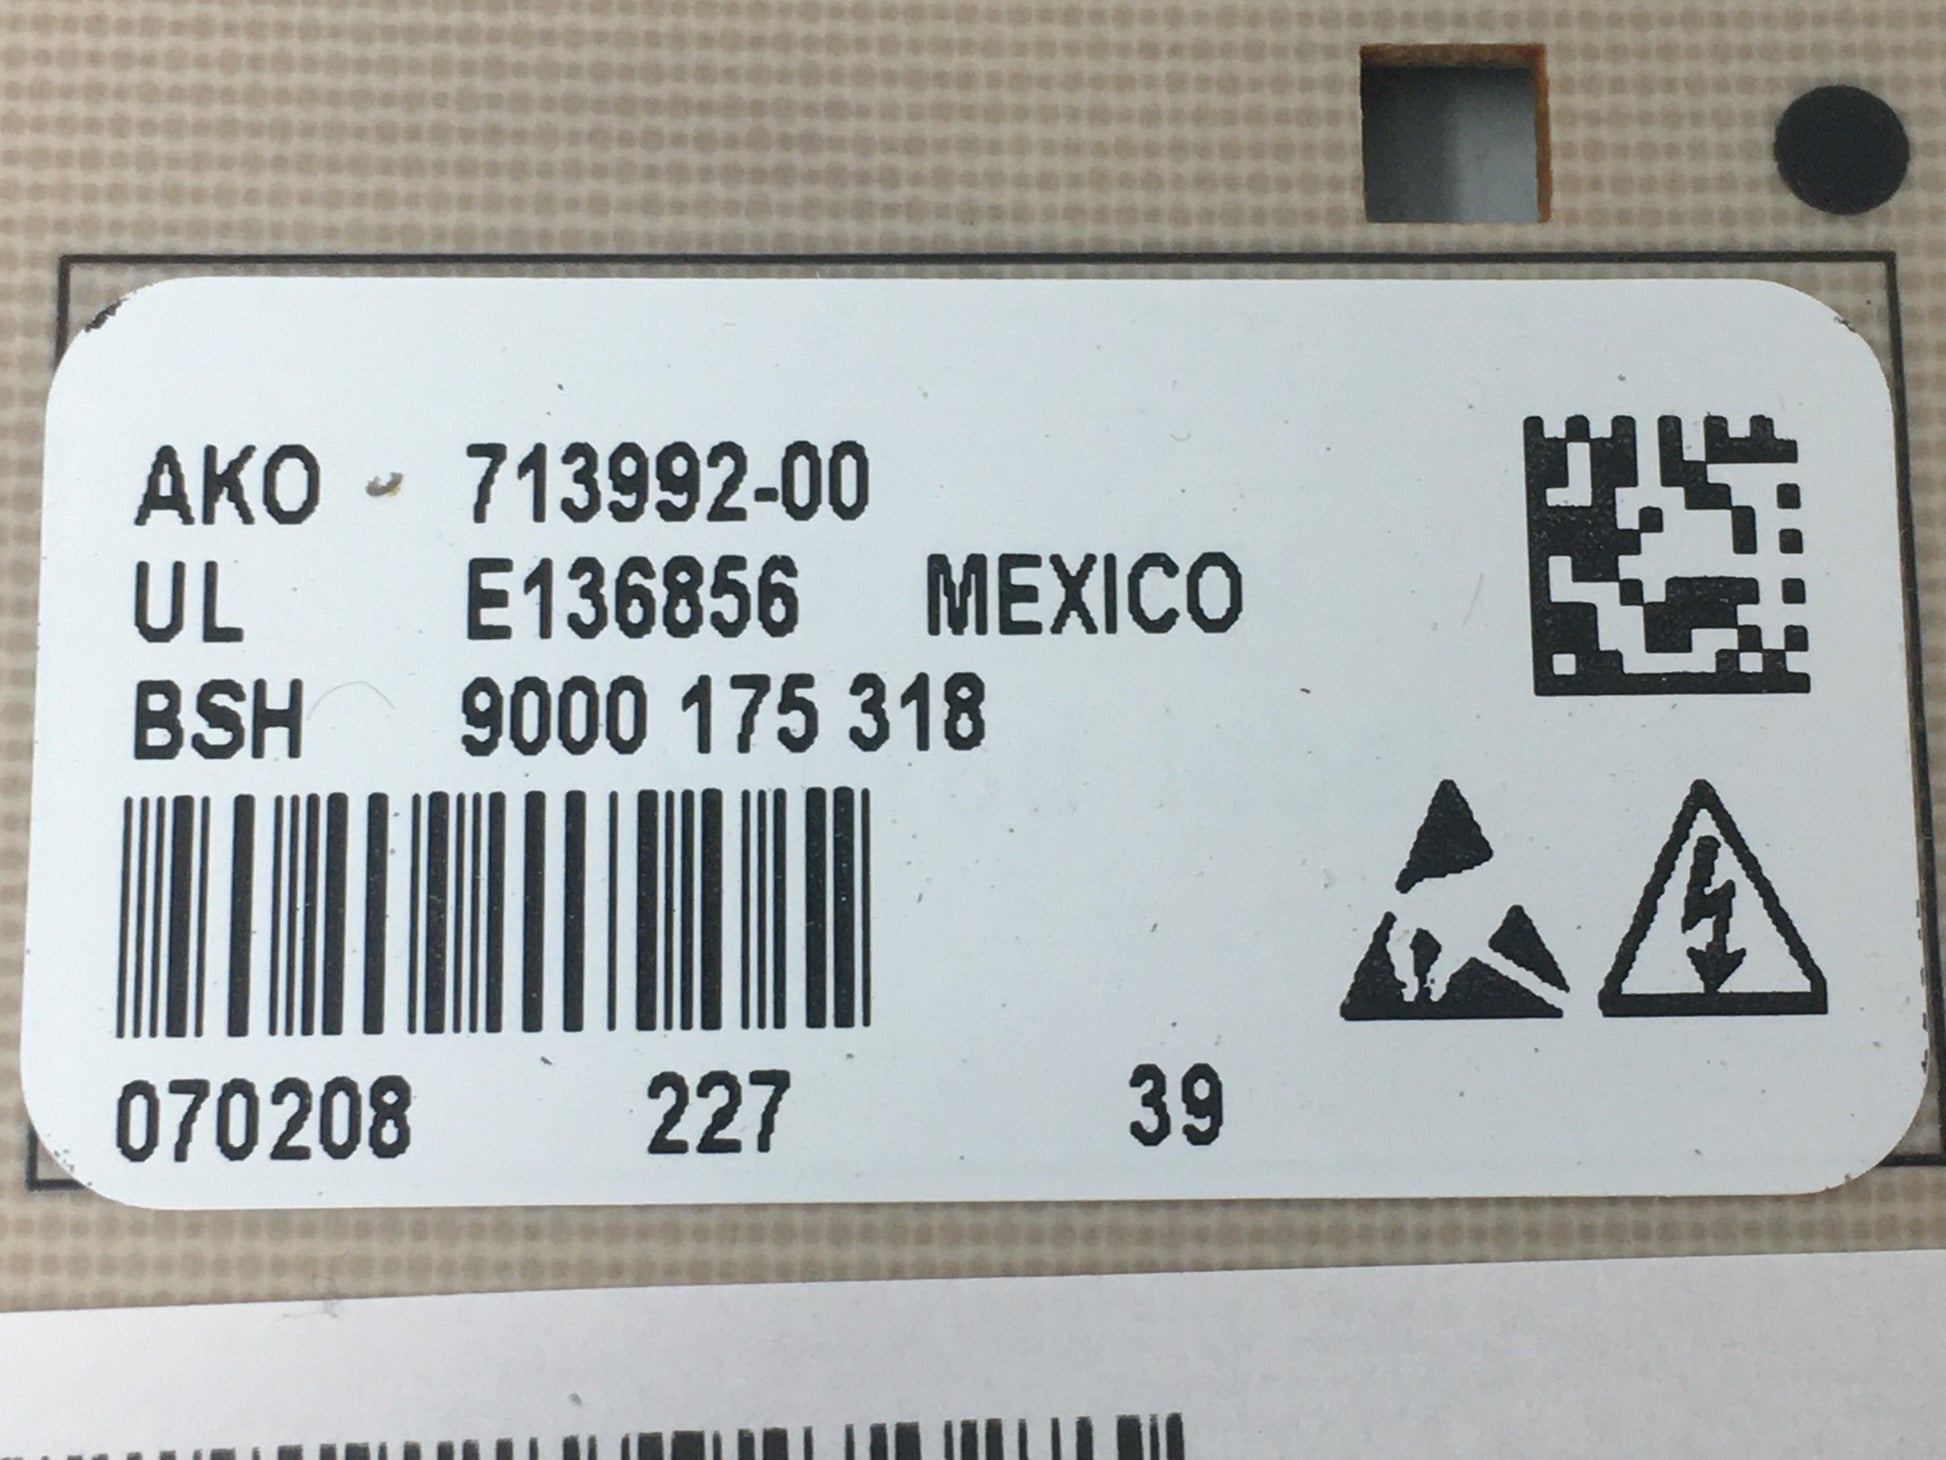 AKO - 713992-00
UL E136856 MEXICO
BSH 9000 175 318
070208 227 39